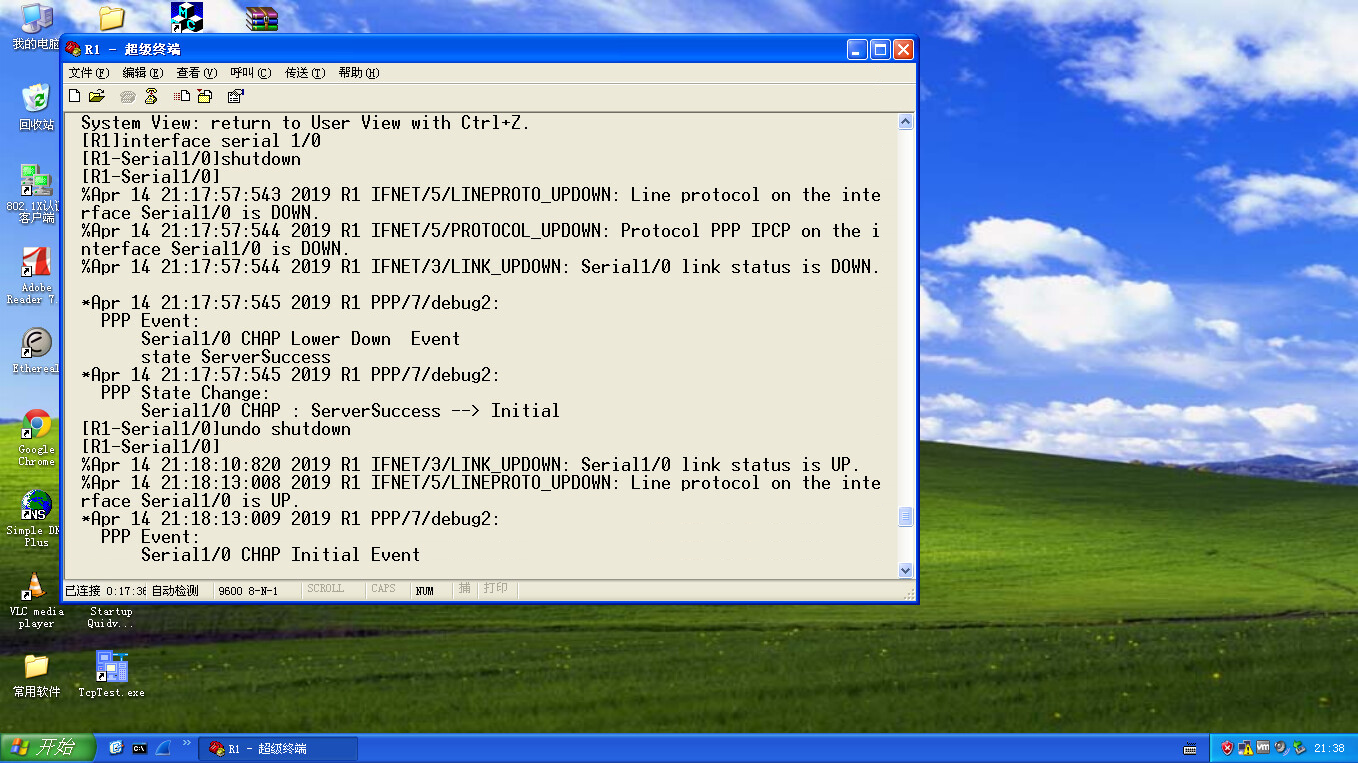 我的电脑
R1 - 超级终端
文件(F) 编辑(E) 查看(V) 呼叫(C) 传送(T) 帮助(H)
System View: return to User View with Ctrl+Z.
[R1]interface serial 1/0
[R1-Serial1/0]shutdown
[R1-Serial1/0]
%Apr 14 21:17:57:543 2019 R1 IFNET/5/LINEPROTO_UPDOWN: Line protocol on the inte
rface Serial1/0 is DOWN.
%Apr 14 21:17:57:544 2019 R1 IFNET/5/PROTOCOL_UPDOWN: Protocol PPP IPCP on the i
nterface Serial1/0 is DOWN.
%Apr 14 21:17:57:544 2019 R1 IFNET/3/LINK_UPDOWN: Serial1/0 link status is DOWN.
*Apr 14 21:17:57:545 2019 R1 PPP/7/debug2:
PPP Event:
Serial1/0 CHAP Lower Down  Event
state ServerSuccess
*Apr 14 21:17:57:545 2019 R1 PPP/7/debug2:
PPP State Change:
Serial1/0 CHAP : ServerSuccess --> Initial
[R1-Serial1/0]undo shutdown
[R1-Serial1/0]
%Apr 14 21:18:10:820 2019 R1 IFNET/3/LINK_UPDOWN: Serial1/0 link status is UP.
%Apr 14 21:18:13:008 2019 R1 IFNET/5/LINEPROTO_UPDOWN: Line protocol on the inte
rface Serial1/0 is UP.
*Apr 14 21:18:13:009 2019 R1 PPP/7/debug2:
PPP Event:
Serial1/0 CHAP Initial Event
已连接 0:17:36 自动检测 9600 8-N-1 SCROLL CAPS NUM 捕 打印
回收站
802.1X认证
客户端
Adobe
Reader 7.
Ethereal
Google
Chrome
Simple DN
Plus
VLC media
player
Startup
Quidv...
常用软件
TcpTest.exe
开始
R1 - 超级终端
21:38